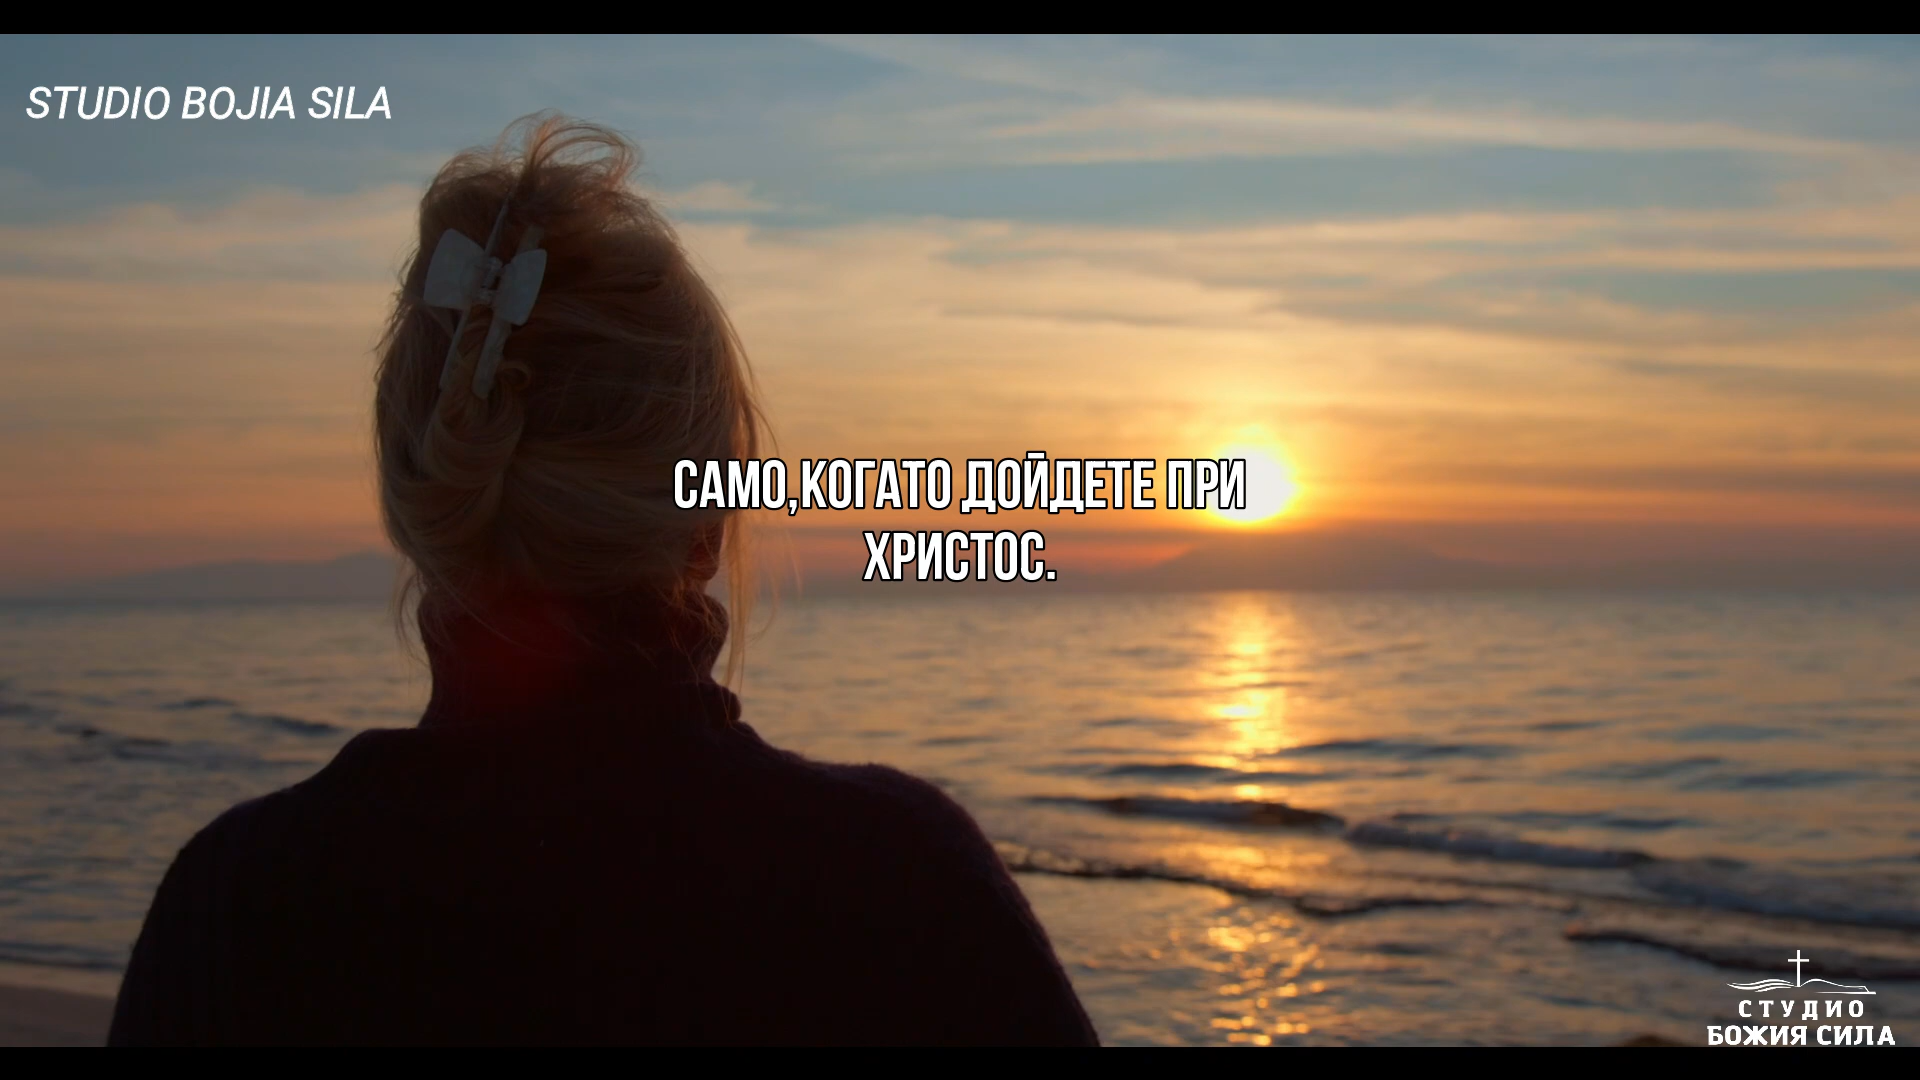 STUDIO BOJIA SILA
САМО,КОГАТО ДОЙДЕТЕ ПРИ
ХРИСТОС.
СТУДИО
БОЖИЯ СИЛА